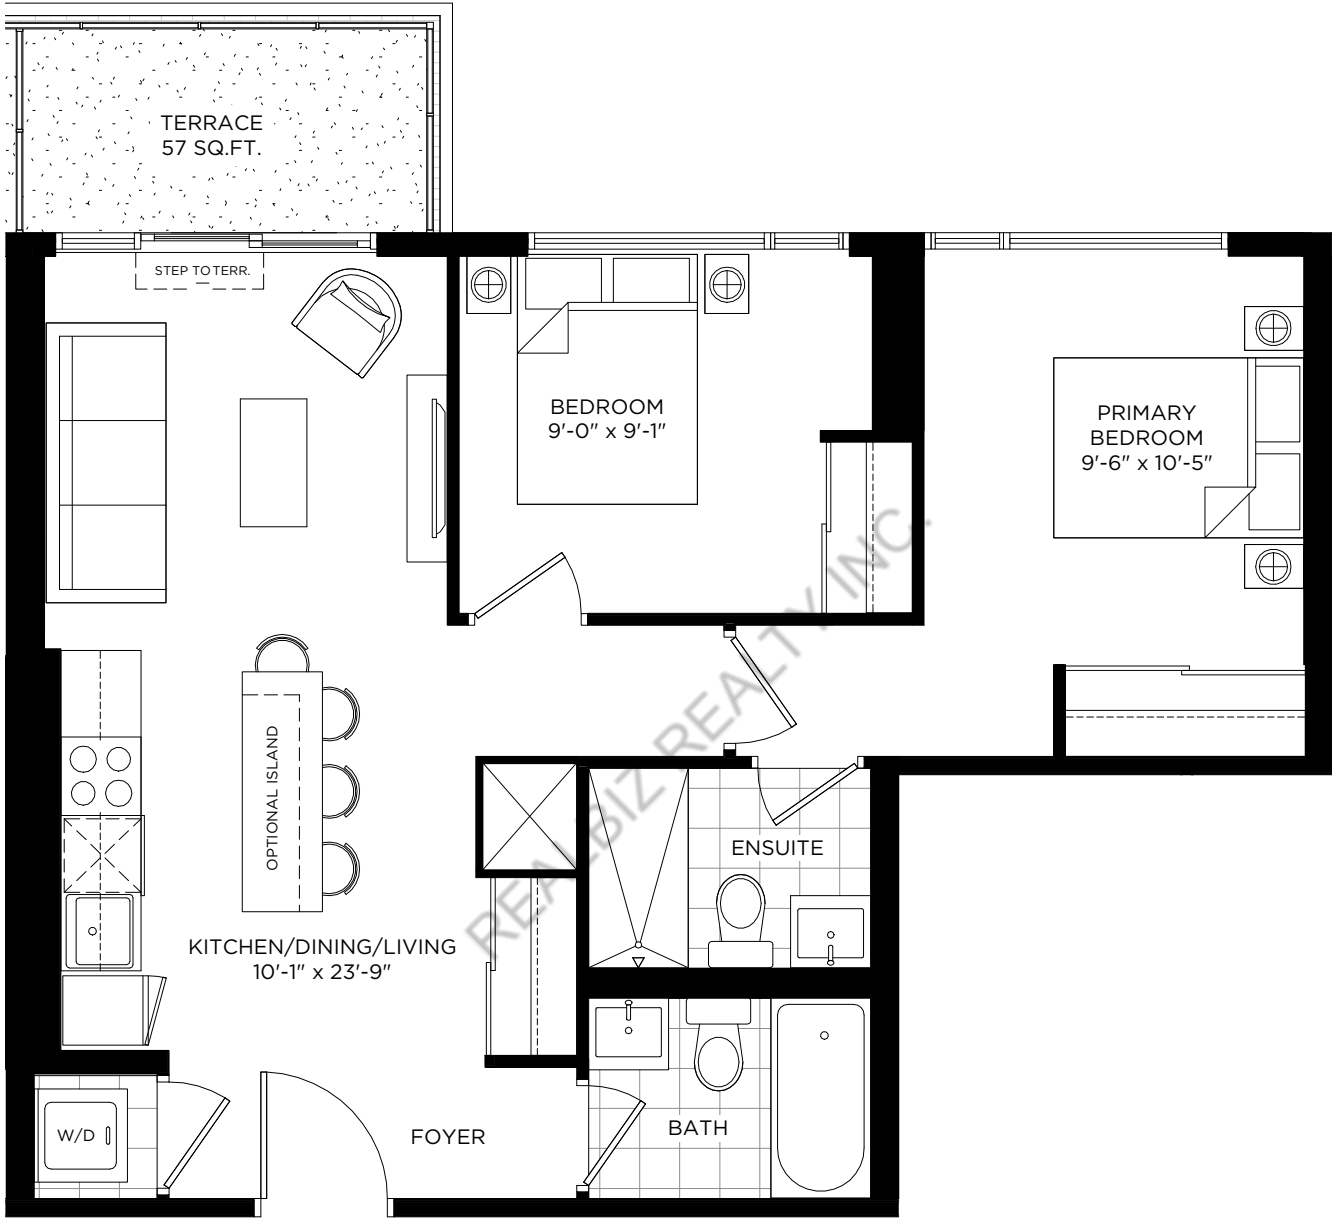 TERRACE
57 SQ.FT.
STEP TO TERR.
BEDROOM
9'-0" x 9'-1"
PRIMARY
BEDROOM
9'-6" x 10'-5"
REALBIZ REALTY INC.
OPTIONAL ISLAND
ENSUITE
KITCHEN/DINING/LIVING
10'-1" x 23'-9"
W/D
FOYER
BATH